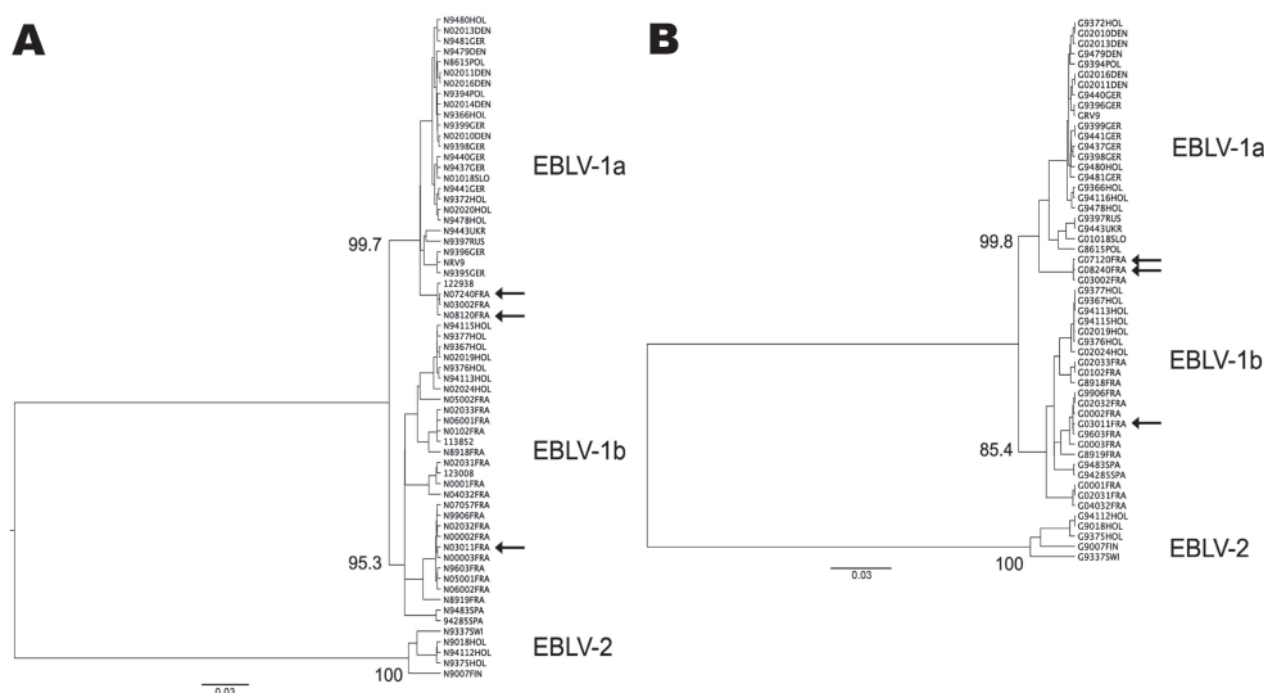 A
N9480HOL
N02013DEN
N9481GER
N9479DEN
N8615POL
N02011DEN
N02016DEN
N9394POL
N02014DEN
N9366HOL
N9399GER
N02010DEN
N9398GER
N9440GER
N9437GER
N01018SLO
N9441GER
N9372HOL
N02020HOL
N9478HOL
N9443UKR
N9397RUS
N9396GER
NRV9
N9395GER
122938
N07240FRA
N03002FRA
N08120FRA
N94115HOL
N9377HOL
N9367HOL
N02019HOL
N9376HOL
N94113HOL
N02024HOL
N05002FRA
N02033FRA
N06001FRA
N0102FRA
113852
N8918FRA
N02031FRA
123008
N0001FRA
N04032FRA
N07057FRA
N9906FRA
N02032FRA
N00002FRA
N03011FRA
N00003FRA
N9603FRA
N05001FRA
N06002FRA
N8919FRA
N9483SPA
94285SPA
N9337SWI
N9018HOL
N94112HOL
N9375HOL
N9007FIN
EBLV-1a
EBLV-1b
EBLV-2
99.7
95.3
100
0.03
B
G9372HOL
G02010DEN
G02013DEN
G9479DEN
G9394POL
G02016DEN
G02011DEN
G9440GER
G9396GER
GRV9
G9399GER
G9441GER
G9437GER
G9398GER
G9480HOL
G9481GER
G9366HOL
G94116HOL
G9478HOL
G9397RUS
G9443UKR
G01018SLO
G8615POL
G07120FRA
G08240FRA
G03002FRA
G9377HOL
G9367HOL
G94113HOL
G94115HOL
G02019HOL
G9376HOL
G02024HOL
G02033FRA
G0102FRA
G8918FRA
G9906FRA
G02032FRA
G0002FRA
G03011FRA
G9603FRA
G0003FRA
G8919FRA
G9483SPA
G94285SPA
G0001FRA
G02031FRA
G04032FRA
G94112HOL
G9018HOL
G9375HOL
G9007FIN
G9337SWI
EBLV-1a
EBLV-1b
EBLV-2
99.8
85.4
100
0.03